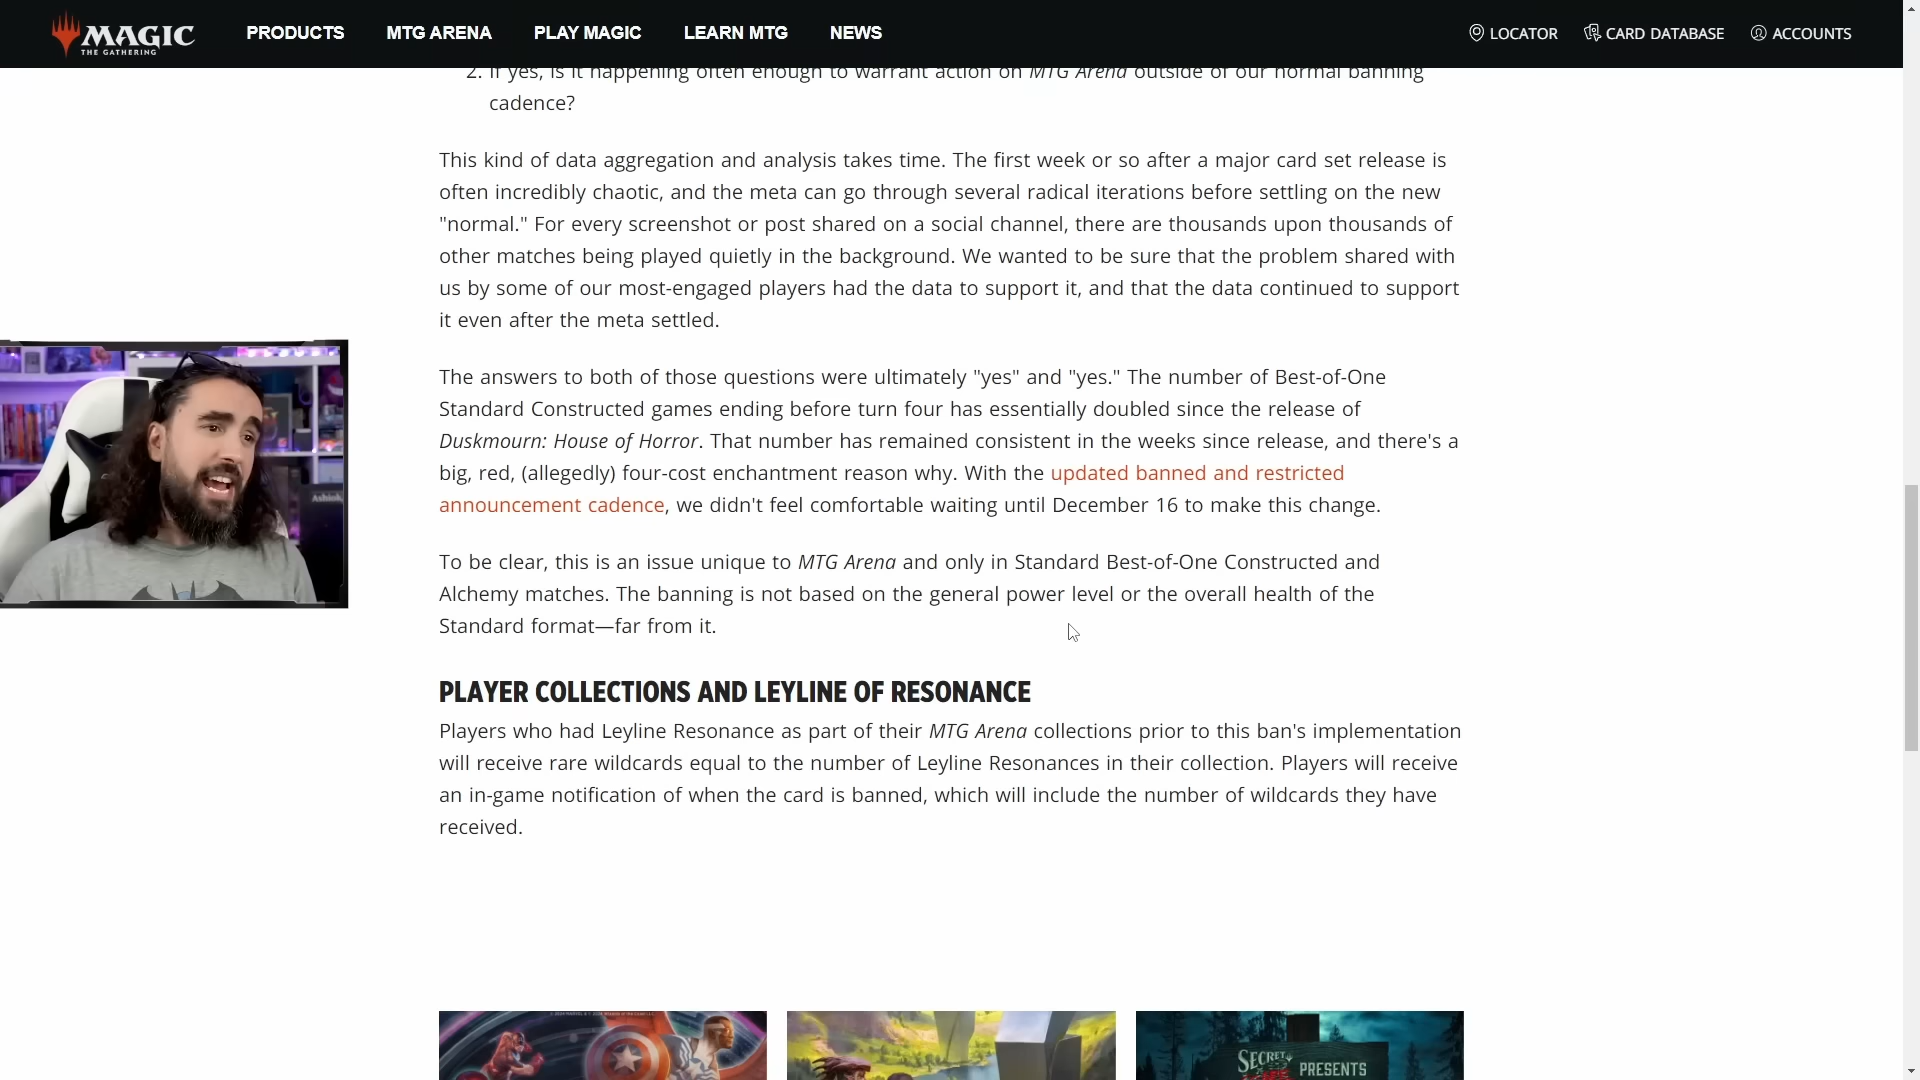 MAGIC
THE GATHERING
PRODUCTS MTG ARENA PLAY MAGIC LEARN MTG NEWS
LOCATOR CARD DATABASE ACCOUNTS
2. If yes, is it happening often enough to warrant action on MTG Arena outside of our normal banning
cadence?
This kind of data aggregation and analysis takes time. The first week or so after a major card set release is
often incredibly chaotic, and the meta can go through several radical iterations before settling on the new
"normal." For every screenshot or post shared on a social channel, there are thousands upon thousands of
other matches being played quietly in the background. We wanted to be sure that the problem shared with
us by some of our most-engaged players had the data to support it, and that the data continued to support
it even after the meta settled.
The answers to both of those questions were ultimately "yes" and "yes." The number of Best-of-One
Standard Constructed games ending before turn four has essentially doubled since the release of
Duskmourn: House of Horror. That number has remained consistent in the weeks since release, and there's a
big, red, (allegedly) four-cost enchantment reason why. With the updated banned and restricted
announcement cadence, we didn't feel comfortable waiting until December 16 to make this change.
Ashiok
To be clear, this is an issue unique to MTG Arena and only in Standard Best-of-One Constructed and
Alchemy matches. The banning is not based on the general power level or the overall health of the
Standard format—far from it.
PLAYER COLLECTIONS AND LEYLINE OF RESONANCE
Players who had Leyline Resonance as part of their MTG Arena collections prior to this ban's implementation
will receive rare wildcards equal to the number of Leyline Resonances in their collection. Players will receive
an in-game notification of when the card is banned, which will include the number of wildcards they have
received.
SECRET
PRESENTS